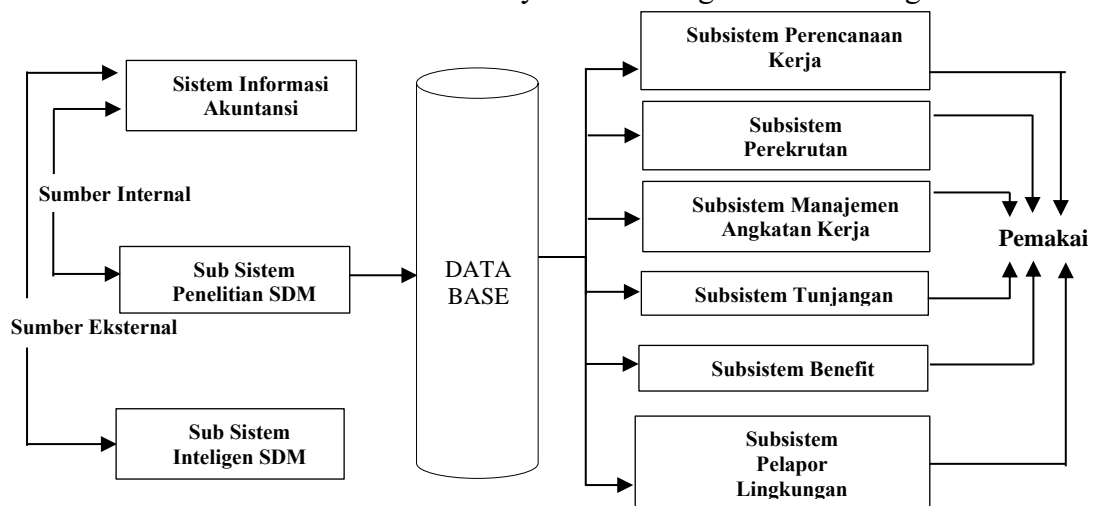 Subsistem Perencanaan
Kerja
Sistem Informasi
Akuntansi
Subsistem
Perekrutan
Sumber Internal
Subsistem Manajemen
Angkatan Kerja
Pemakai
Sub Sistem
Penelitian SDM
DATA
BASE
Subsistem Tunjangan
Sumber Eksternal
Subsistem Benefit
Sub Sistem
Inteligen SDM
Subsistem
Pelapor
Lingkungan